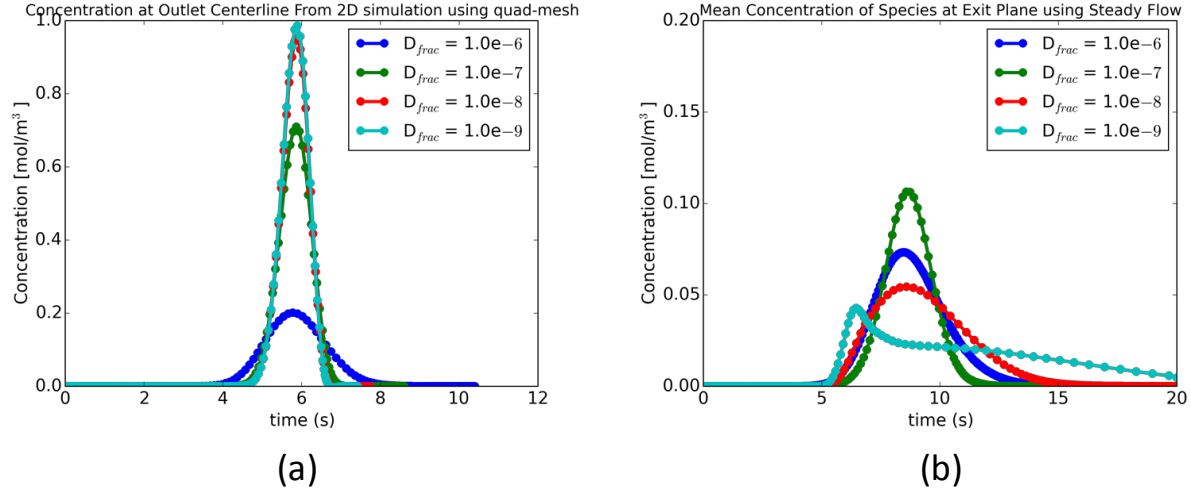 Concentration at Outlet Centerline From 2D simulation using quad-mesh
1.0
0.8
0.6
0.4
0.2
0.0
Concentration [mol/m³ ]
D_frac = 1.0e−6
D_frac = 1.0e−7
D_frac = 1.0e−8
D_frac = 1.0e−9
0 2 4 6 8 10 12
time (s)
(a)
Mean Concentration of Species at Exit Plane using Steady Flow
0.20
0.15
0.10
0.05
0.00
Concentration [mol/m³ ]
D_frac = 1.0e−6
D_frac = 1.0e−7
D_frac = 1.0e−8
D_frac = 1.0e−9
0 5 10 15 20
time (s)
(b)